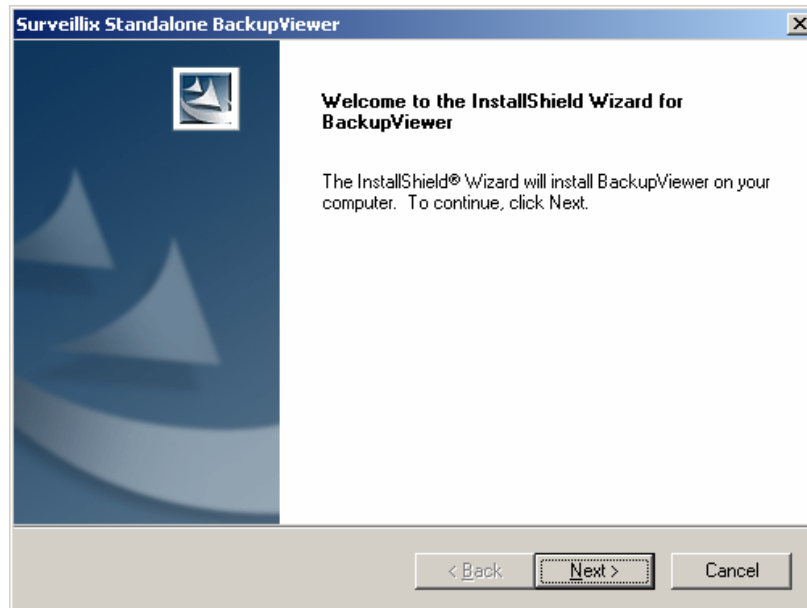 Surveillix Standalone BackupViewer
Welcome to the InstallShield Wizard for
BackupViewer
The InstallShield® Wizard will install BackupViewer on your
computer. To continue, click Next.
< Back
Next >
Cancel